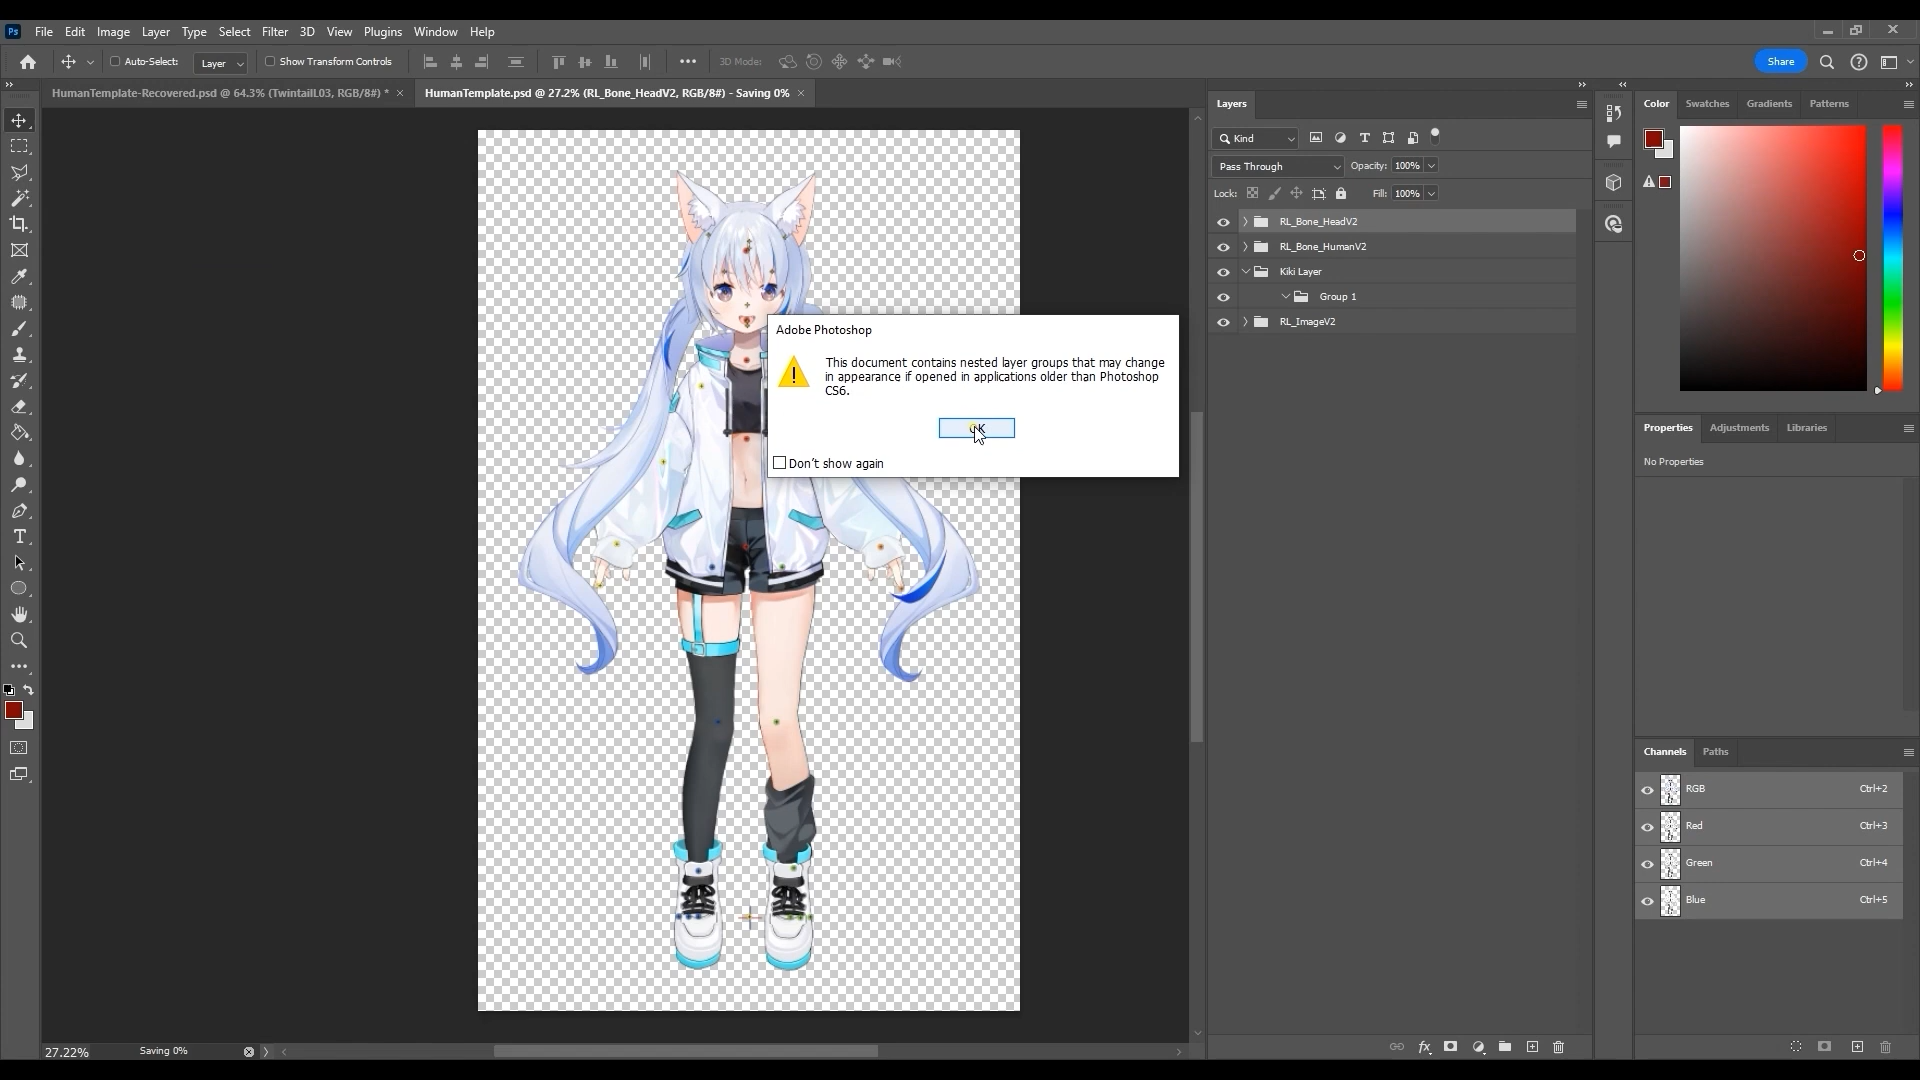 Ps File Edit Image Layer Type Select Filter 3D View Plugins Window Help
Auto-Select: Layer Show Transform Controls 3D Mode: Share
HumanTemplate-Recovered.psd @ 64.3% (TwintailL03, RGB/8#) *
HumanTemplate.psd @ 27.2% (RL_Bone_HeadV2, RGB/8#) - Saving 0%
Layers
Kind
Pass Through Opacity: 100%
Lock: Fill: 100%
RL_Bone_HeadV2
RL_Bone_HumanV2
Kiki Layer
Group 1
RL_ImageV2
Color Swatches Gradients Patterns
Adobe Photoshop
This document contains nested layer groups that may change
in appearance if opened in applications older than Photoshop
CS6.
OK
Don't show again
Properties Adjustments Libraries
No Properties
Channels Paths
RGB Ctrl+2
Red Ctrl+3
Green Ctrl+4
Blue Ctrl+5
27.22% Saving 0%